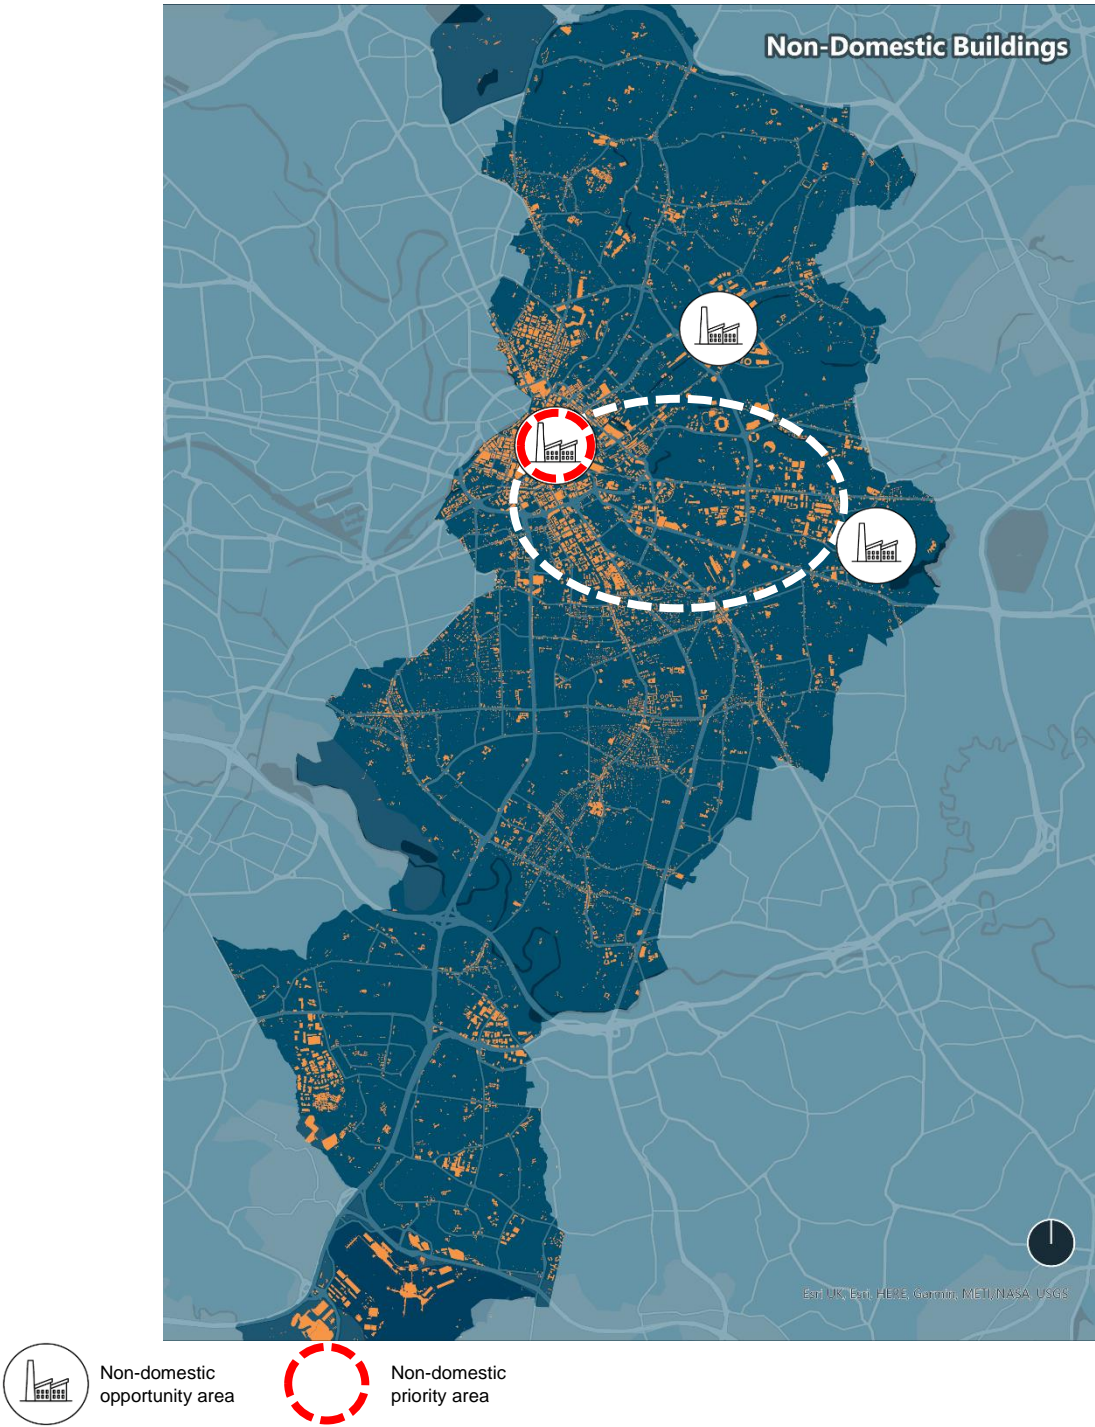 Non-Domestic Buildings
Esri UK, Esri, HERE, Garmin, METI/NASA, USGS
Non-domestic
opportunity area
Non-domestic
priority area